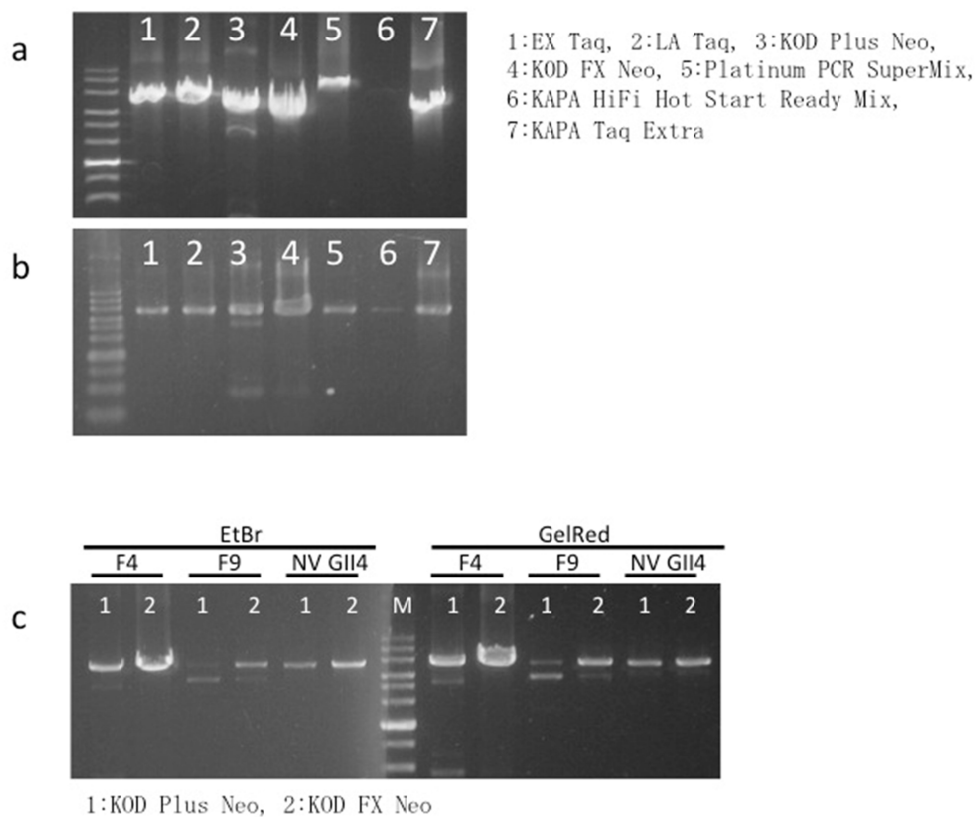 a
1 2 3 4 5 6 7
1:EX Taq, 2:LA Taq, 3:KOD Plus Neo,
4:KOD FX Neo, 5:Platinum PCR SuperMix,
6:KAPA HiFi Hot Start Ready Mix,
7:KAPA Taq Extra
b
1 2 3 4 5 6 7
EtBr GelRed
F4 F9 NV GII4 F4 F9 NV GII4
c
1 2 1 2 1 2 M 1 2 1 2 1 2
1:KOD Plus Neo, 2:KOD FX Neo